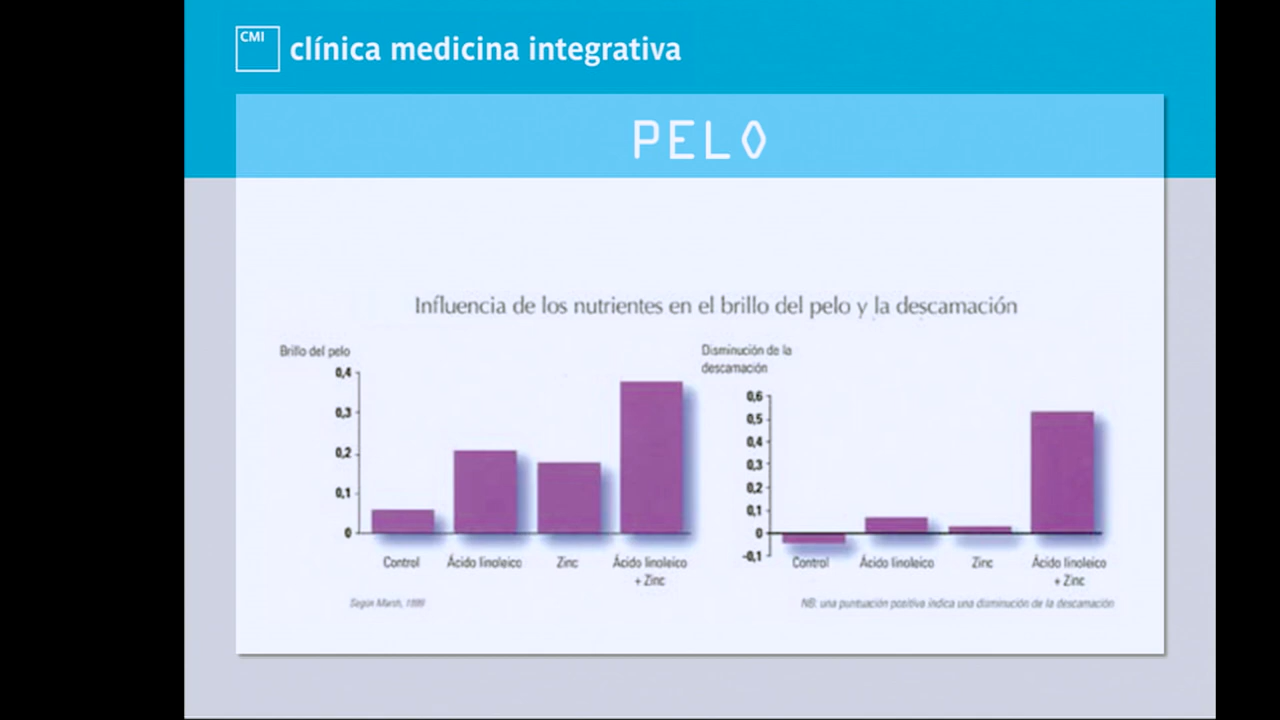 CMI
clínica medicina integrativa
PELO
Influencia de los nutrientes en el brillo del pelo y la descamación
Brillo del pelo
0,4
0,3
0,2
0,1
0
Control
Ácido linoleico
Zinc
Ácido linoleico
+ Zinc
Según Marsh, 1999
Disminución de la
descamación
0,6
0,5
0,4
0,3
0,2
0,1
0
-0,1
Control
Ácido linoleico
Zinc
Ácido linoleico
+ Zinc
NB: una puntuación positiva indica una disminución de la descamación